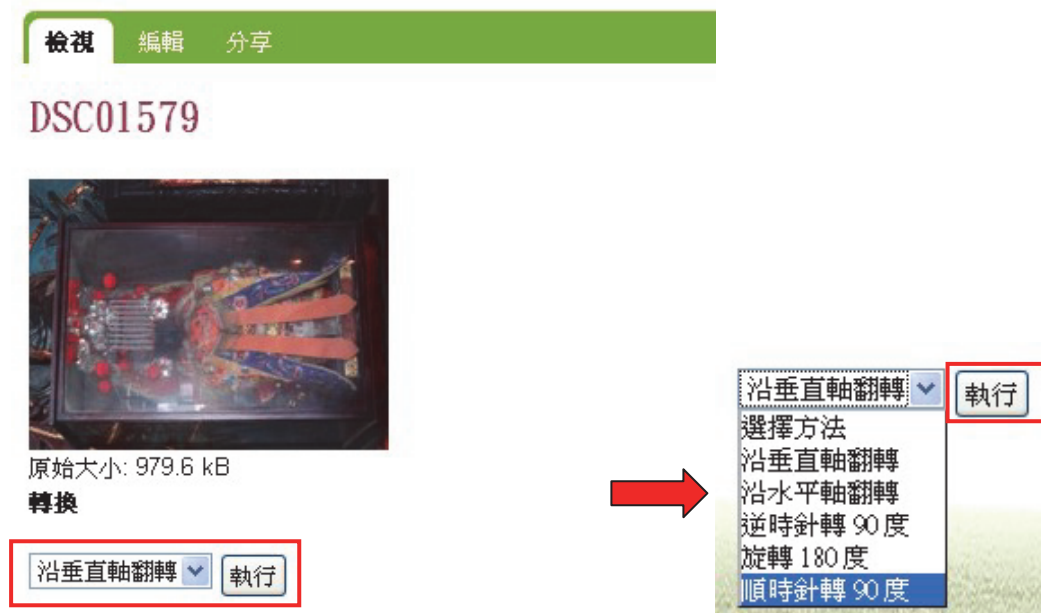 檢視 編輯 分享
DSC01579
原始大小: 979.6 kB
轉換
沿垂直軸翻轉 執行
沿垂直軸翻轉 執行
選擇方法
沿垂直軸翻轉
沿水平軸翻轉
逆時針轉 90 度
旋轉 180 度
順時針轉 90 度